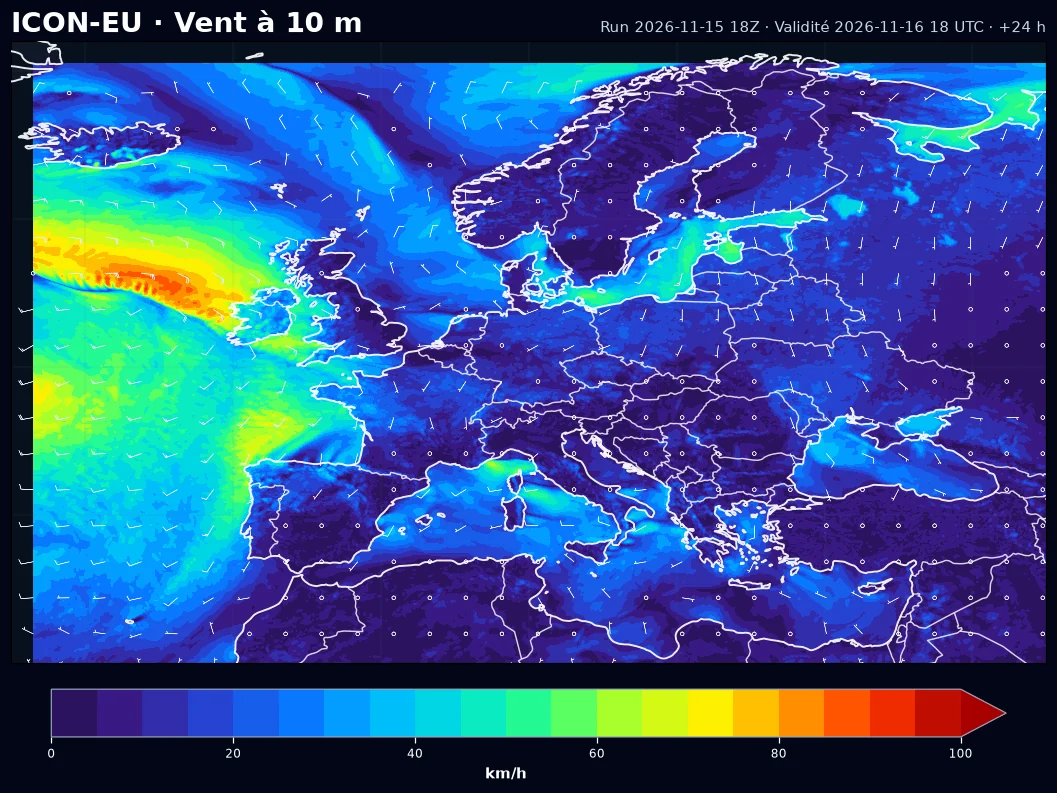 ICON-EU · Vent à 10 m
Run 2026-11-15 18Z · Validité 2026-11-16 18 UTC · +24 h
0 20 40 60 80 100
km/h